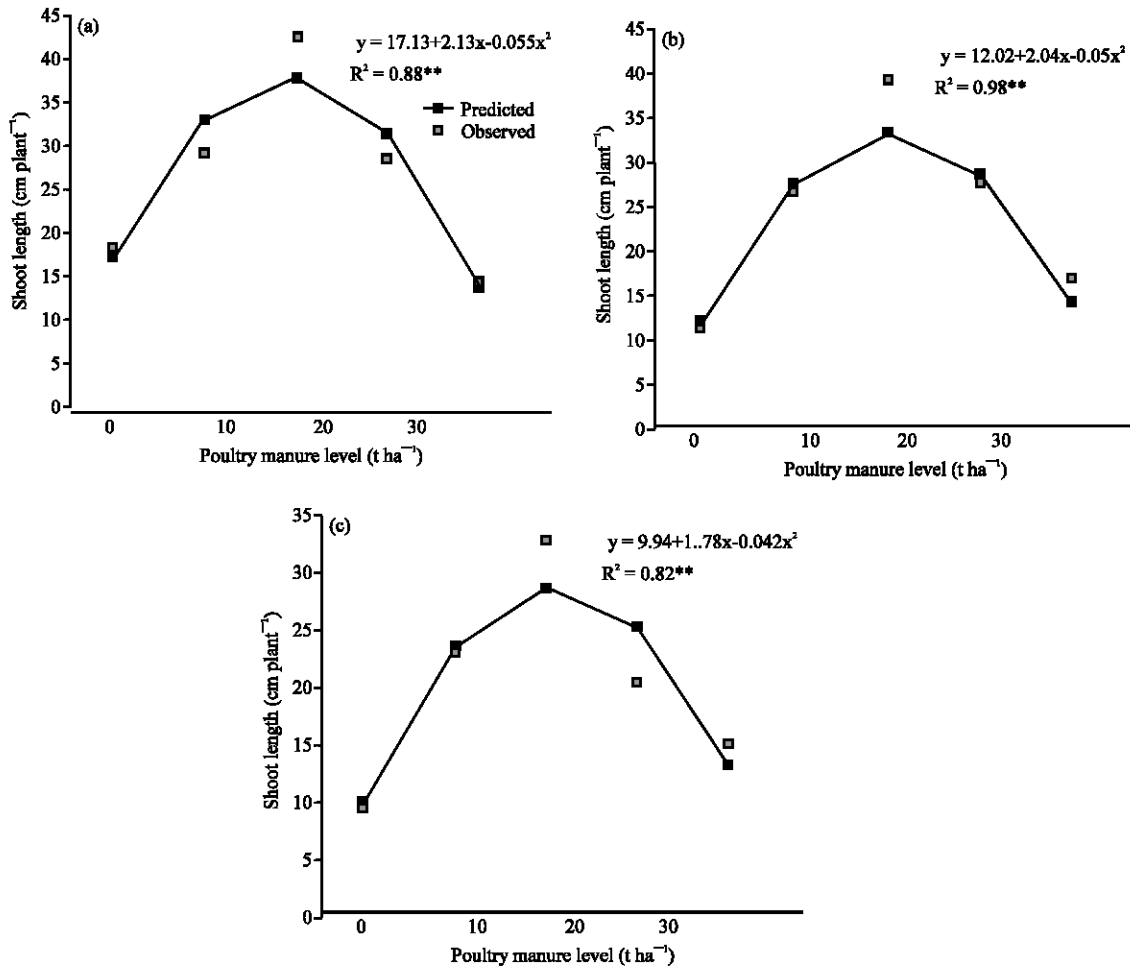 (a)
y = 17.13+2.13x-0.055x²
R² = 0.88**
Predicted
Observed
45
40
35
30
25
20
15
10
5
0
Shoot length (cm plant⁻¹)
0 10 20 30
Poultry manure level (t ha⁻¹)
(b)
y = 12.02+2.04x-0.05x²
R² = 0.98**
45
40
35
30
25
20
15
10
5
0
Shoot length (cm plant⁻¹)
0 10 20 30
Poultry manure level (t ha⁻¹)
(c)
y = 9.94+1..78x-0.042x²
R² = 0.82**
35
30
25
20
15
10
5
0
Shoot length (cm plant⁻¹)
0 10 20 30
Poultry manure level (t ha⁻¹)